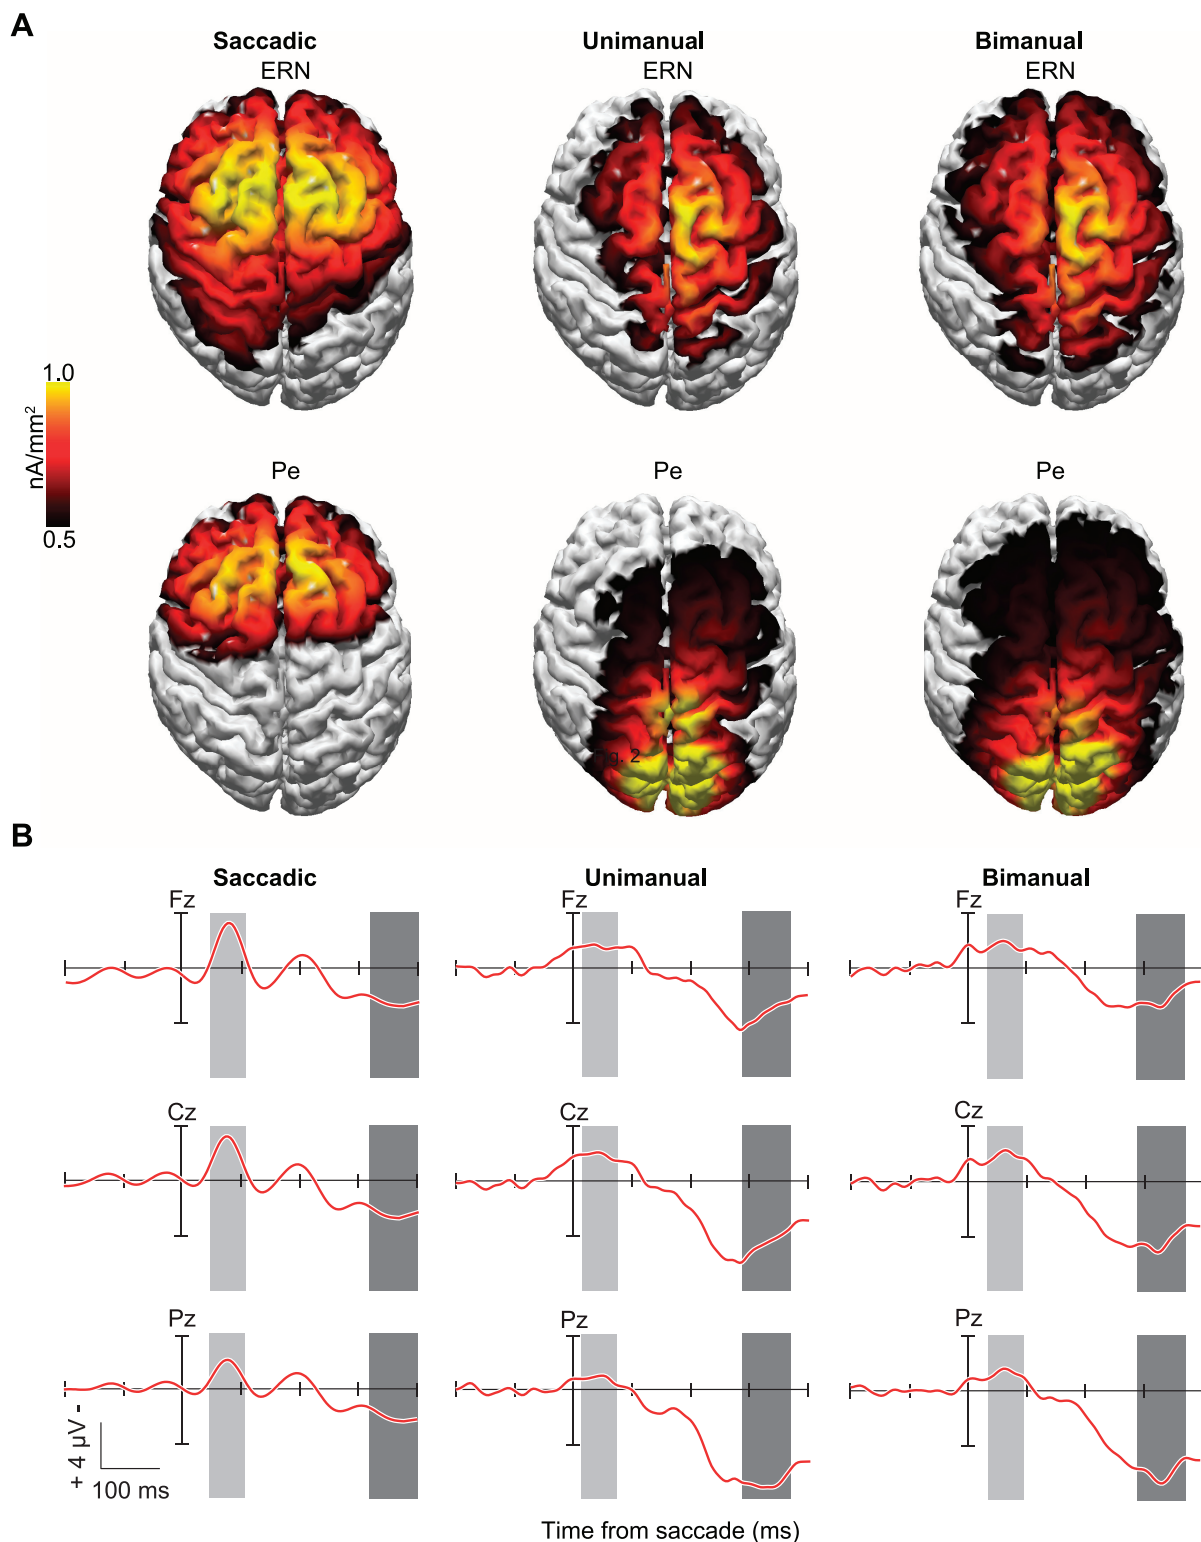 A
Saccadic
Unimanual
Bimanual
ERN
ERN
ERN
1.0
nA/mm²
0.5
Pe
Pe
Pe
g. 2
B
Saccadic
Unimanual
Bimanual
Fz
Fz
Fz
Cz
Cz
Cz
Pz
Pz
Pz
+ 4 µV -
100 ms
Time from saccade (ms)